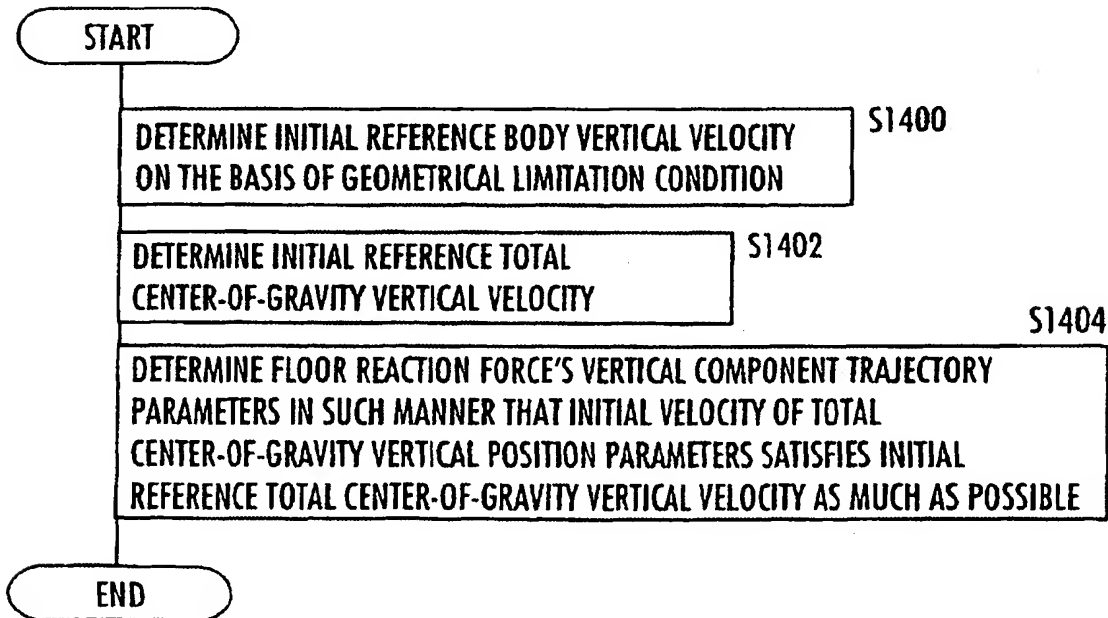 START
S1400
DETERMINE INITIAL REFERENCE BODY VERTICAL VELOCITY
ON THE BASIS OF GEOMETRICAL LIMITATION CONDITION
S1402
DETERMINE INITIAL REFERENCE TOTAL
CENTER-OF-GRAVITY VERTICAL VELOCITY
S1404
DETERMINE FLOOR REACTION FORCE'S VERTICAL COMPONENT TRAJECTORY
PARAMETERS IN SUCH MANNER THAT INITIAL VELOCITY OF TOTAL
CENTER-OF-GRAVITY VERTICAL POSITION PARAMETERS SATISFIES INITIAL
REFERENCE TOTAL CENTER-OF-GRAVITY VERTICAL VELOCITY AS MUCH AS POSSIBLE
END